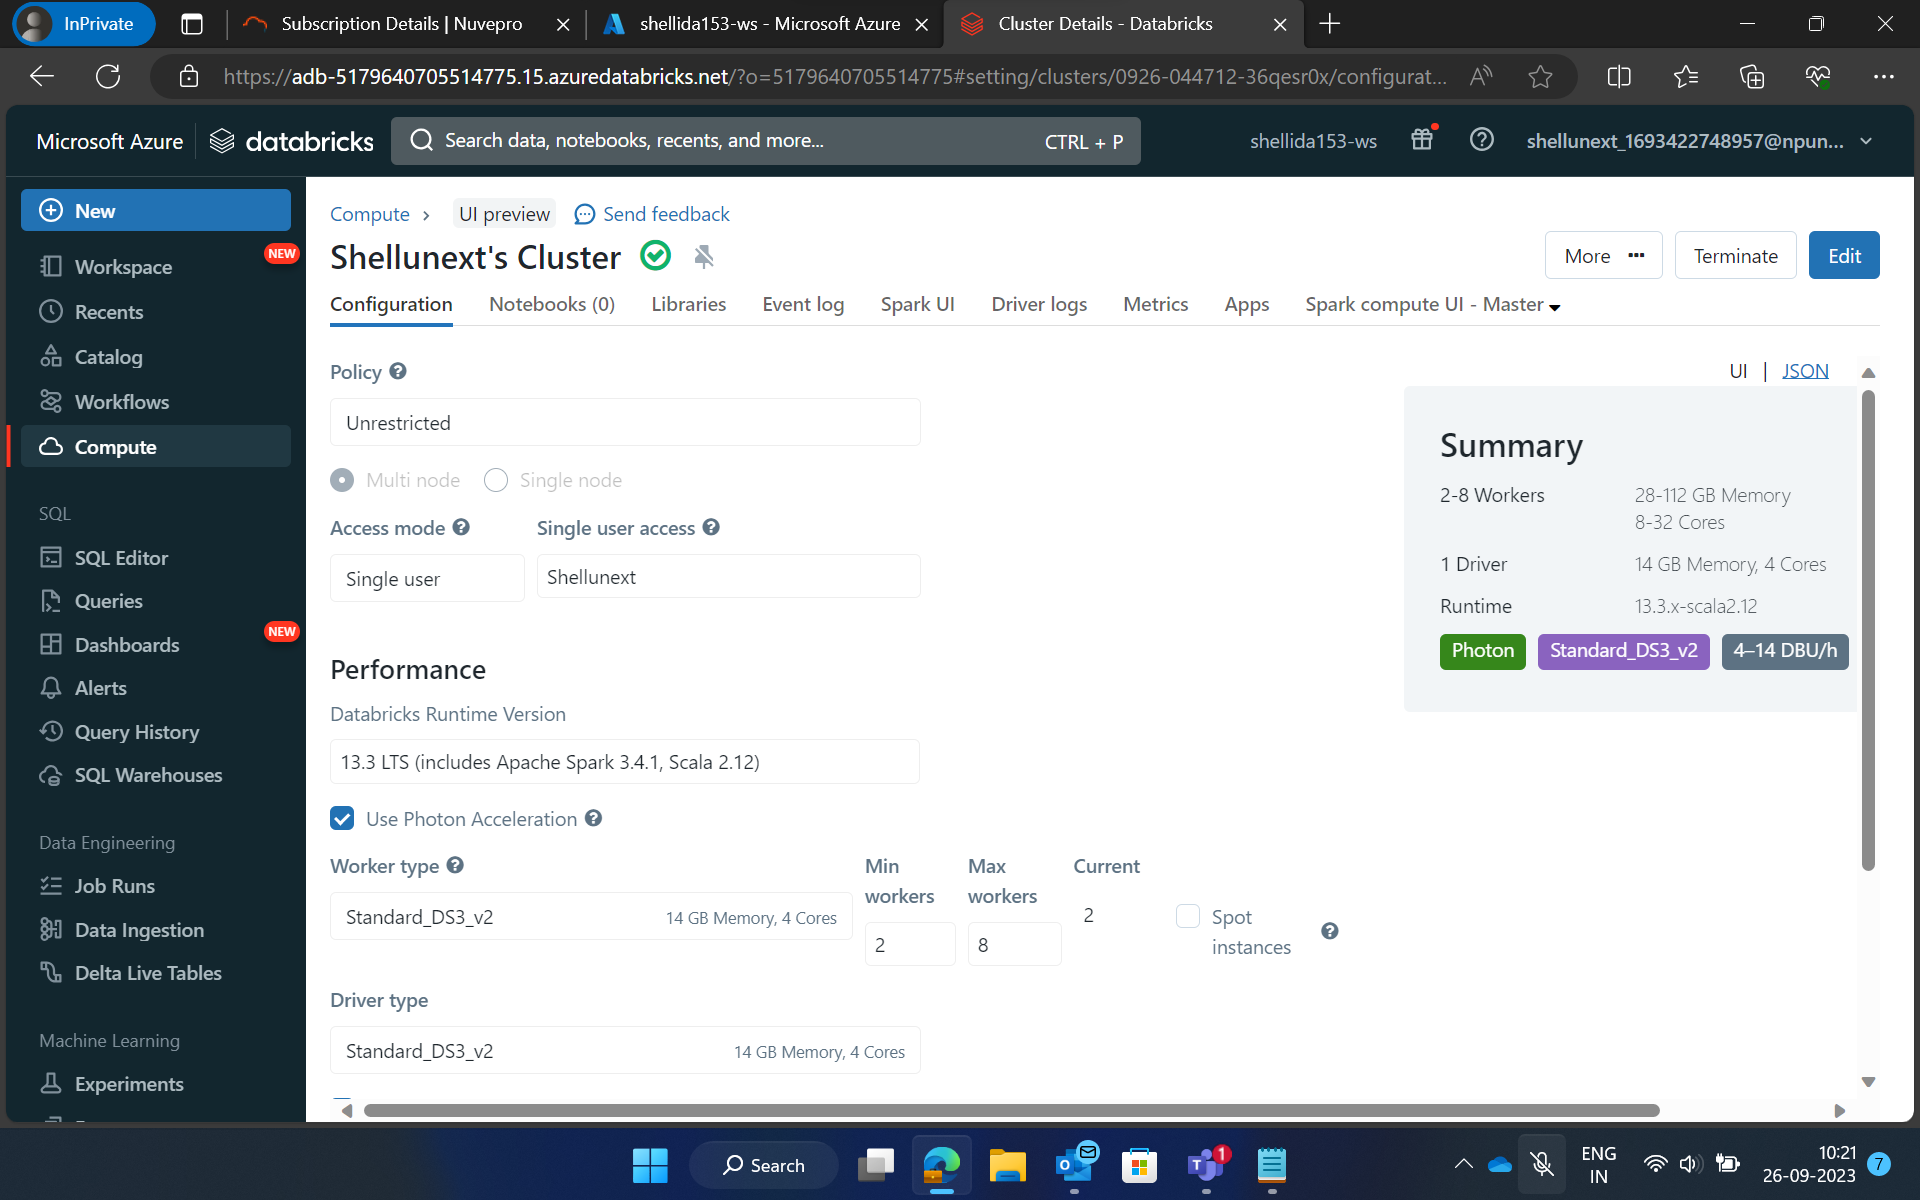 InPrivate
Subscription Details | Nuvepro
shellida153-ws - Microsoft Azure
Cluster Details - Databricks
https://adb-5179640705514775.15.azuredatabricks.net/?o=5179640705514775#setting/clusters/0926-044712-36qesr0x/configurat...
Microsoft Azure
databricks
Search data, notebooks, recents, and more...
CTRL + P
shellida153-ws
shellunext_1693422748957@npun...
New
Workspace
NEW
Recents
Catalog
Workflows
Compute
SQL
SQL Editor
Queries
Dashboards
NEW
Alerts
Query History
SQL Warehouses
Data Engineering
Job Runs
Data Ingestion
Delta Live Tables
Machine Learning
Experiments
Compute
UI preview
Send feedback
Shellunext's Cluster
More ...
Terminate
Edit
Configuration
Notebooks (0)
Libraries
Event log
Spark UI
Driver logs
Metrics
Apps
Spark compute UI - Master
UI | JSON
Policy
Unrestricted
Multi node
Single node
Access mode
Single user access
Single user
Shellunext
Performance
Databricks Runtime Version
13.3 LTS (includes Apache Spark 3.4.1, Scala 2.12)
Use Photon Acceleration
Worker type
Min workers
Max workers
Current
Standard_DS3_v2
14 GB Memory, 4 Cores
2
8
2
Spot instances
Driver type
Standard_DS3_v2
14 GB Memory, 4 Cores
Summary
2-8 Workers
28-112 GB Memory
8-32 Cores
1 Driver
14 GB Memory, 4 Cores
Runtime
13.3.x-scala2.12
Photon
Standard_DS3_v2
4–14 DBU/h
Search
1
ENG
IN
10:21
26-09-2023
7